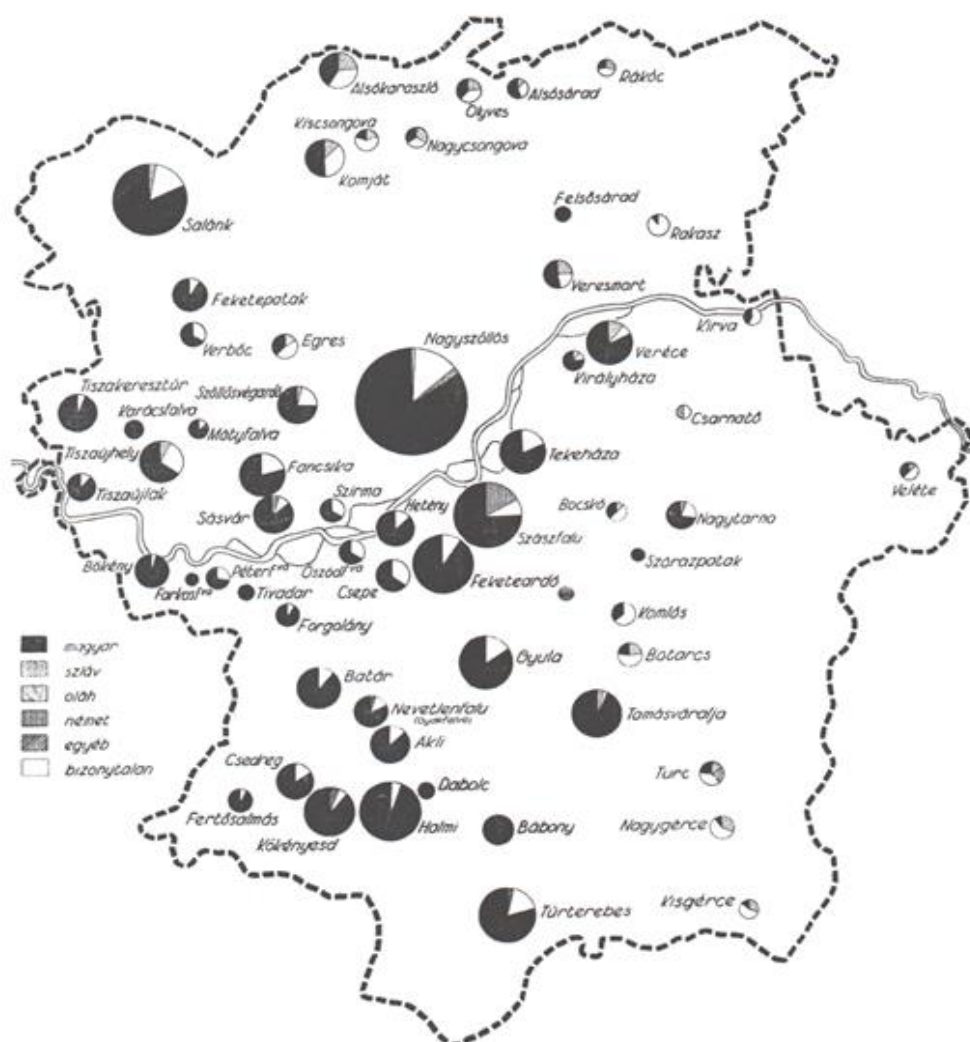 Alsókaraszló
Ölyves
Alsósárad
Rákóc
Kiscsongova
Nagycsongova
Komját
Salánk
Felsősárad
Rakasz
Feketepatak
Veresmart
Kirva
Verbőc
Egres
Nagyszőllős
Veréce
Királyháza
Tiszakeresztúr
Szőllősvégardó
Karácsfalva
Mátyfalva
Csarnató
Tiszaújhely
Fancsika
Tekeháza
Tiszaújlak
Szirma
Veléte
Sásvár
Hetény
Bocskó
Nagytarna
Szászfalu
Bökény
Péterfva
Ószódfva
Csepe
Feketeardó
Szárazpatak
Farkasfva
Tivadar
Forgolány
Komlós
magyar
szláv
oláh
német
egyéb
bizonytalan
Gyula
Batarcs
Batár
Nevetlenfalu
(Gyakfalva)
Tamásváralja
Akli
Csedreg
Dabolc
Turc
Fertősalmás
Kökényesd
Halmi
Bábony
Nagygérce
Túrterebes
Kisgérce